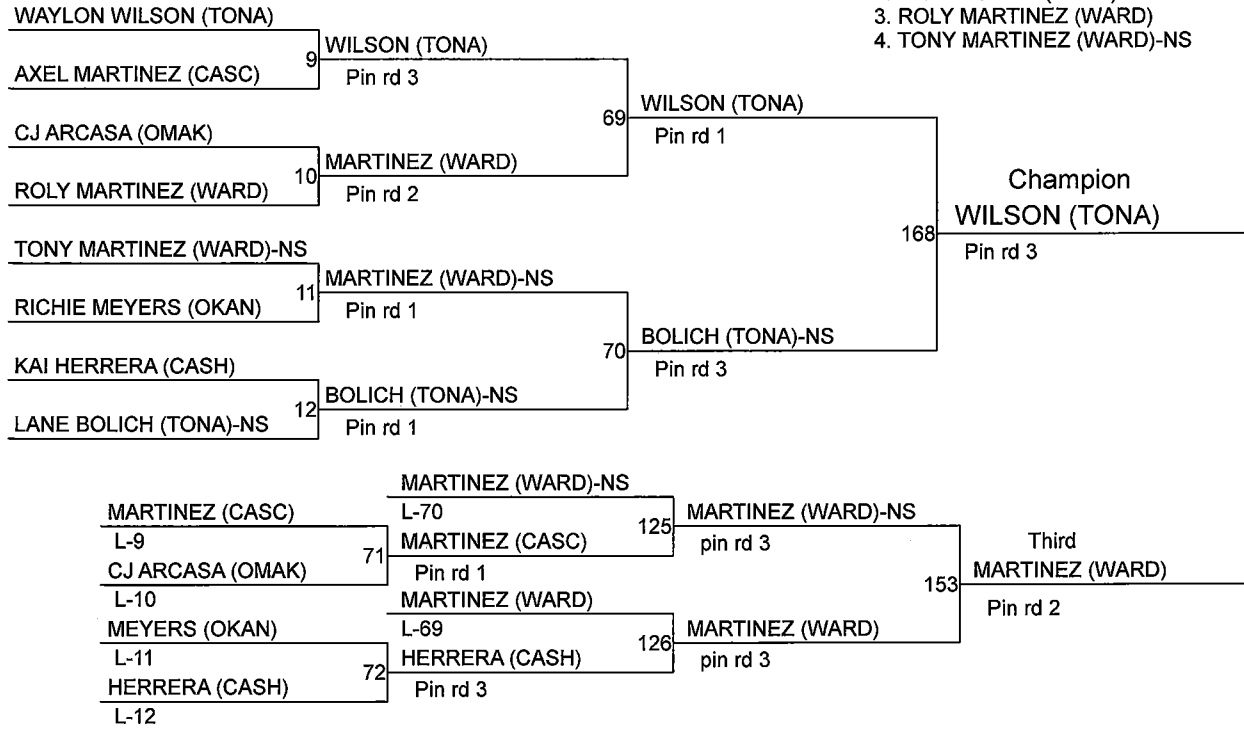 3. ROLY MARTINEZ (WARD)
4. TONY MARTINEZ (WARD)-NS
WAYLON WILSON (TONA)
9
WILSON (TONA)
Pin rd 3
AXEL MARTINEZ (CASC)
69
WILSON (TONA)
Pin rd 1
CJ ARCASA (OMAK)
10
MARTINEZ (WARD)
Pin rd 2
ROLY MARTINEZ (WARD)
Champion
168
WILSON (TONA)
Pin rd 3
TONY MARTINEZ (WARD)-NS
11
MARTINEZ (WARD)-NS
Pin rd 1
RICHIE MEYERS (OKAN)
70
BOLICH (TONA)-NS
Pin rd 3
KAI HERRERA (CASH)
12
BOLICH (TONA)-NS
Pin rd 1
LANE BOLICH (TONA)-NS
MARTINEZ (WARD)-NS
L-70
MARTINEZ (CASC)
L-9
71
MARTINEZ (CASC)
Pin rd 1
CJ ARCASA (OMAK)
L-10
125
MARTINEZ (WARD)-NS
pin rd 3
Third
153
MARTINEZ (WARD)
Pin rd 2
MARTINEZ (WARD)
L-69
MEYERS (OKAN)
L-11
72
HERRERA (CASH)
Pin rd 3
HERRERA (CASH)
L-12
126
MARTINEZ (WARD)
pin rd 3